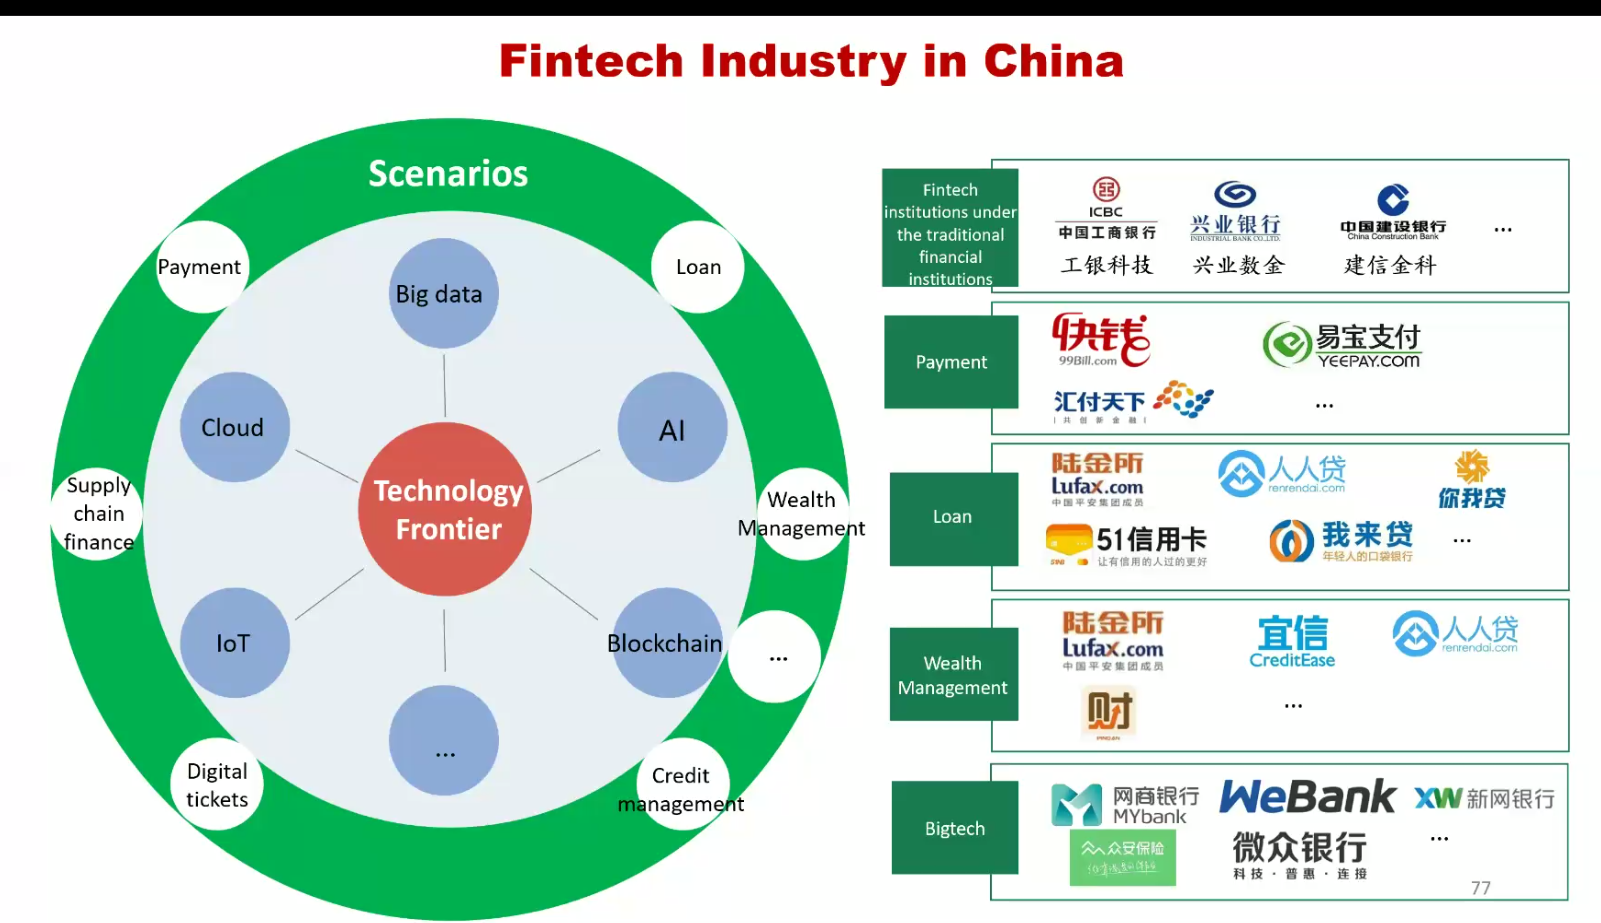 Fintech Industry in China
Scenarios
Payment
Loan
Big data
Cloud
AI
Technology
Frontier
Supply
chain
finance
Wealth
Management
IoT
Blockchain
...
...
Digital
tickets
Credit
management
Fintech
institutions under
the traditional
financial
institutions
ICBC
中国工商银行
工银科技
兴业银行
INDUSTRIAL BANK CO.,LTD.
兴业数金
中国建设银行
China Construction Bank
建信金科
...
Payment
快钱
99Bill.com
易宝支付
YEEPAY.COM
汇付天下
共创新金融
...
Loan
陆金所
Lufax.com
中国平安集团成员
人人贷
renrendai.com
你我贷
51信用卡
让有信用的人过的更好
我来贷
年轻人的口袋银行
...
Wealth
Management
陆金所
Lufax.com
中国平安集团成员
宜信
CreditEase
人人贷
renrendai.com
财
PINGAN
...
Bigtech
网商银行
MYbank
WeBank
XW 新网银行
众安保险
微众银行
科技·普惠·连接
...
77